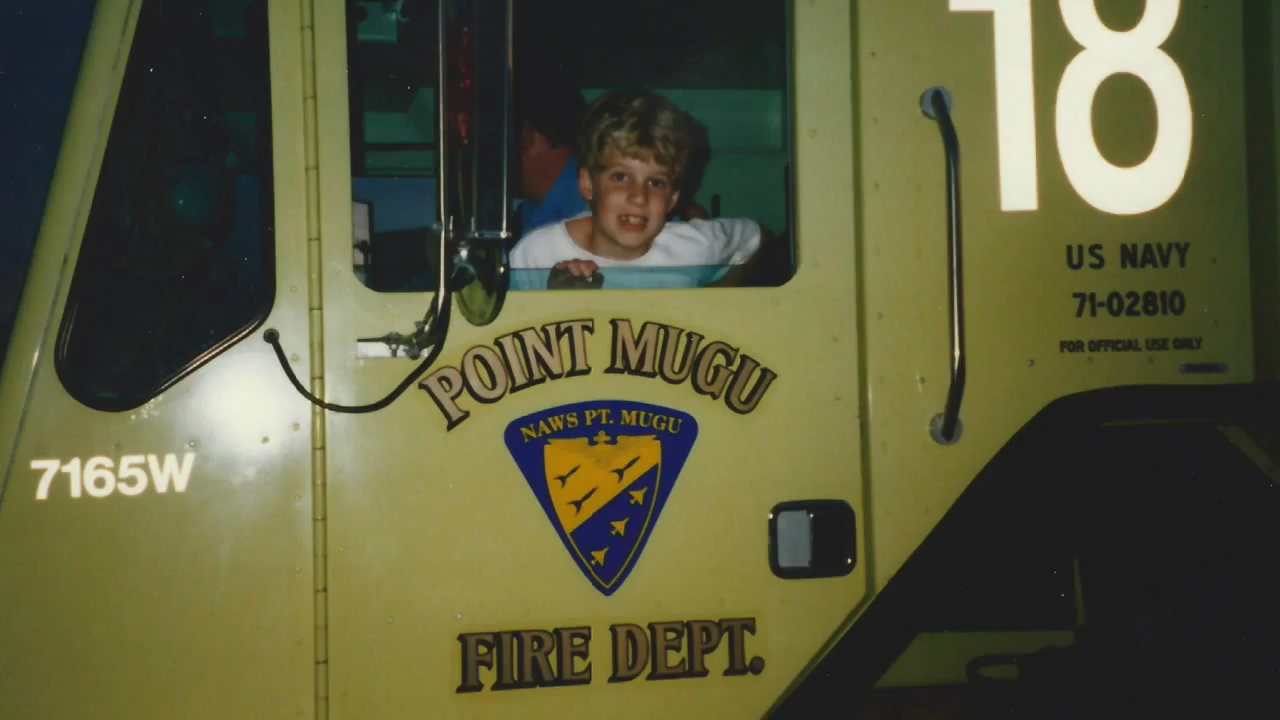 18
US NAVY
71-02810
FOR OFFICIAL USE ONLY
POINT MUGU
NAWS PT. MUGU
7165W
FIRE DEPT.